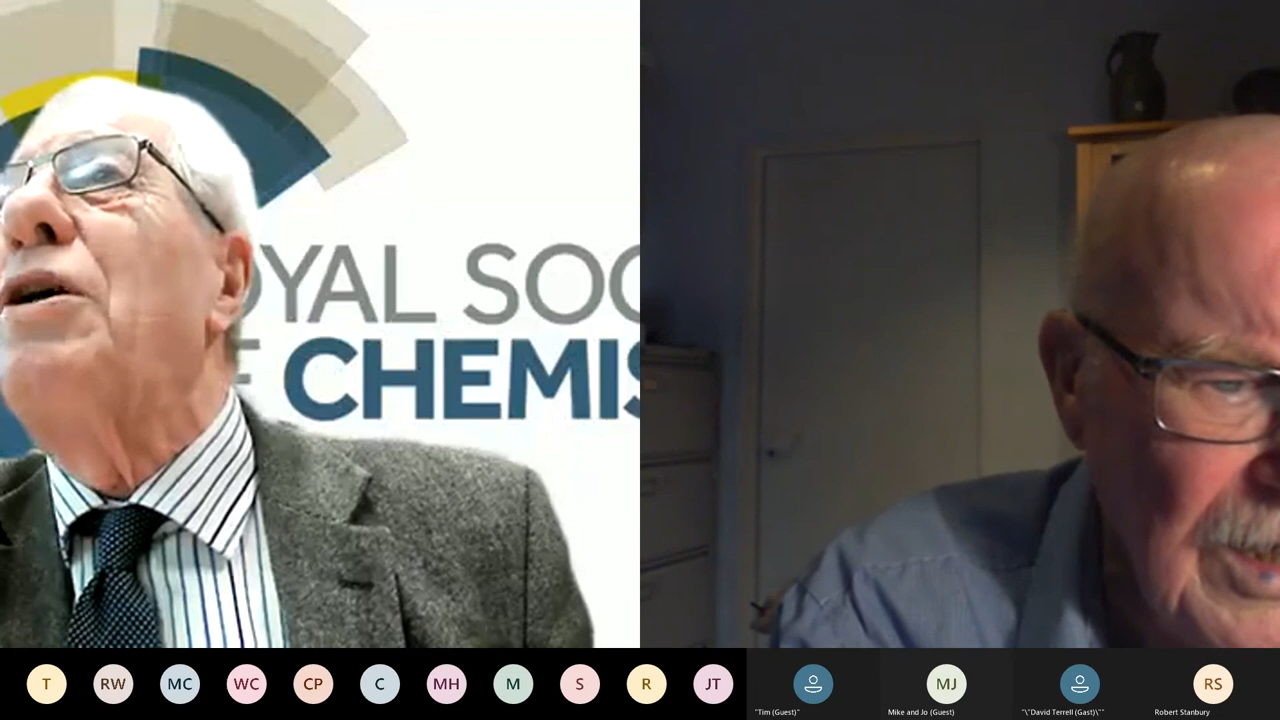 OYAL SOC
F CHEMIS
T
RW
MC
WC
CP
C
MH
M
S
R
JT
MJ
RS
"Tim (Guest)"
Mike and Jo (Guest)
"\"David Terrell (Gast)\""
Robert Stanbury